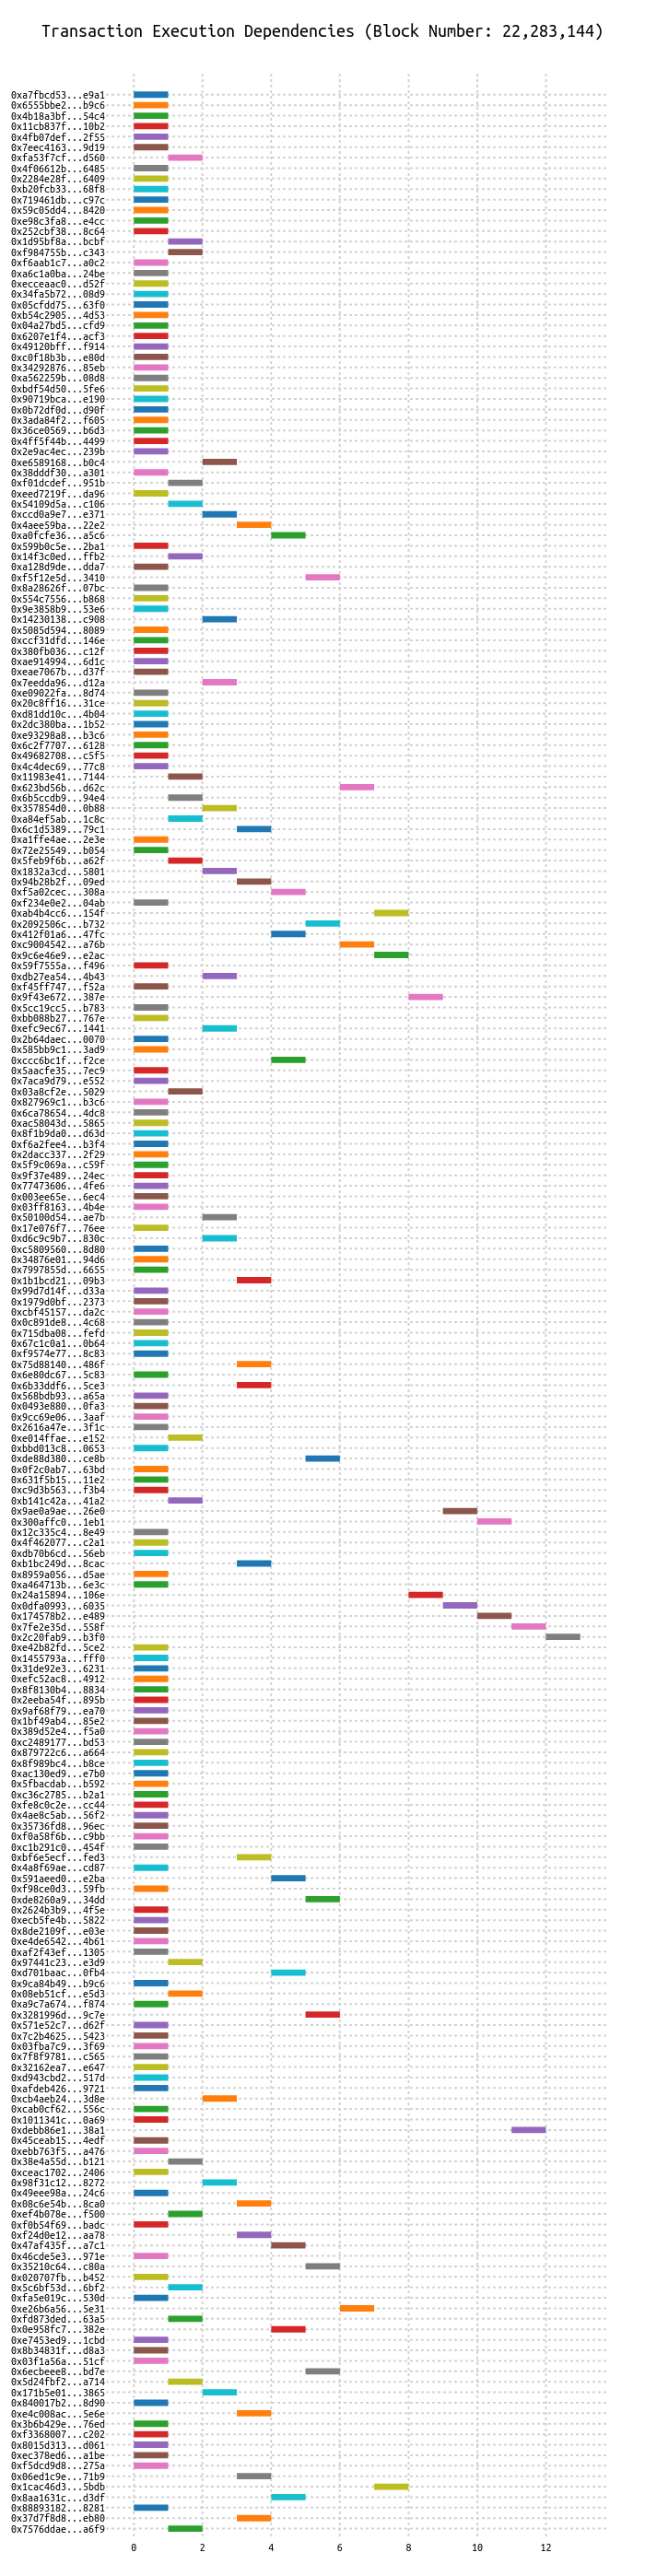 Transaction Execution Dependencies (Block Number: 22,283,144)
0xa7fbcd53...e9a1
0x6555bbe2...b9c6
0x4b18a3bf...54c4
0x11cb837f...10b2
0x4fb07def...2f55
0x7eec4163...9d19
0xfa53f7cf...d560
0x4f06612b...6485
0x2284e28f...6409
0xb20fcb33...68f8
0x719461db...c97c
0x59c05dd4...8420
0xe98c3fa8...e4cc
0x252cbf38...8c64
0x1d95bf8a...bcbf
0xf984755b...c343
0xf6aab1c7...a0c2
0xa6c1a0ba...24be
0xecceaac0...d52f
0x34fa5b72...08d9
0x05cfdd75...63f0
0xb54c2905...4d53
0x04a27bd5...cfd9
0x6207e1f4...acf3
0x49120bff...f914
0xc0f18b3b...e80d
0x34292876...85eb
0xa562259b...08d8
0xbdf54d50...5fe6
0x90719bca...e190
0x0b72df0d...d90f
0x3ada84f2...f605
0x36ce0569...b6d3
0x4ff5f44b...4499
0x2e9ac4ec...239b
0xe6589168...b0c4
0x38dddf30...a301
0xf01dcdef...951b
0xeed7219f...da96
0x54109d5a...c106
0xccd0a9e7...e371
0x4aee59ba...22e2
0xa0fcfe36...a5c6
0x599b0c5e...2ba1
0x14f3c0ed...ffb2
0xa128d9de...dda7
0xf5f12e5d...3410
0x8a28626f...07bc
0x554c7556...b868
0x9e3858b9...53e6
0x14230138...c908
0x5085d594...8089
0xccf31dfd...146e
0x380fb036...c12f
0xae914994...6d1c
0xeae7067b...d37f
0x7eedda96...d12a
0xe09022fa...8d74
0x20c8ff16...31ce
0xd81dd10c...4b04
0x2dc380ba...1b52
0xe93298a8...b3c6
0x6c2f7707...6128
0x49682708...c5f5
0x4c4dec69...77c8
0x11983e41...7144
0x623bd56b...d62c
0x6b5ccdb9...94e4
0x357854d0...0b88
0xa84ef5ab...1c8c
0x6c1d5389...79c1
0xa1ffe4ae...2e3e
0x72e25549...b054
0x5feb9f6b...a62f
0x1832a3cd...5801
0x94b28b2f...09ed
0xf5a02cec...308a
0xf234e0e2...04ab
0xab4b4cc6...154f
0x2092506c...b732
0x412f01a6...47fc
0xc9004542...a76b
0x9c6e46e9...e2ac
0x59f7555a...f496
0xdb27ea54...4b43
0xf45ff747...f52a
0x9f43e672...387e
0x5cc19cc5...b783
0xbb088b27...767e
0xefc9ec67...1441
0x2b64daec...0070
0x585bb9c1...3ad9
0xccc6bc1f...f2ce
0x5aacfe35...7ec9
0x7aca9d79...e552
0x03a8cf2e...5029
0x827969c1...b3c6
0x6ca78654...4dc8
0xac58043d...5865
0x8f1b9da0...d63d
0xf6a2fee4...b3f4
0x2dacc337...2f29
0x5f9c069a...c59f
0x9f37e489...24ec
0x77473606...4fe6
0x003ee65e...6ec4
0x03ff8163...4b4e
0x50100d54...ae7b
0x17e076f7...76ee
0xd6c9c9b7...830c
0xc5809560...8d80
0x34876e01...94d6
0x7997855d...6655
0x1b1bcd21...09b3
0x99d7d14f...d33a
0x1979d0bf...2373
0xcbf45157...da2c
0x0c891de8...4c68
0x715dba08...fefd
0x67c1c0a1...0b64
0xf9574e77...8c83
0x75d88140...486f
0x6e80dc67...5c83
0x6b33ddf6...5ce3
0x568bdb93...a65a
0x0493e880...0fa3
0x9cc69e06...3aaf
0x2616a47e...3f1c
0xe014ffae...e152
0xbbd013c8...0653
0xde88d380...ce8b
0x0f2c0ab7...63bd
0x631f5b15...11e2
0xc9d3b563...f3b4
0xb141c42a...41a2
0x9ae0a9ae...26e0
0x300affc0...1eb1
0x12c335c4...8e49
0x4f462077...c2a1
0xdb70b6cd...56eb
0xb1bc249d...8cac
0x8959a056...d5ae
0xa464713b...6e3c
0x24a15894...106e
0x0dfa0993...6035
0x174578b2...e489
0x7fe2e35d...558f
0x2c20fab9...b3f0
0xe42b82fd...5ce2
0x1455793a...fff0
0x31de92e3...6231
0xefc52ac8...4912
0x8f8130b4...8834
0x2eeba54f...895b
0x9af68f79...ea70
0x1bf49ab4...85e2
0x389d52e4...f5a0
0xc2489177...bd53
0x879722c6...a664
0x8f989bc4...b8ce
0xac130ed9...e7b0
0x5fbacdab...b592
0xc36c2785...b2a1
0xfe8c0c2e...cc44
0x4ae8c5ab...56f2
0x35736fd8...96ec
0xf0a58f6b...c9bb
0xc1b291c0...454f
0xbf6e5ecf...fed3
0x4a8f69ae...cd87
0x591aeed0...e2ba
0xf98ce0d3...59fb
0xde8260a9...34dd
0x2624b3b9...4f5e
0xecb5fe4b...5822
0x8de2109f...e03e
0xe4de6542...4b61
0xaf2f43ef...1305
0x97441c23...e3d9
0xd701baac...0fb4
0x9ca84b49...b9c6
0x08eb51cf...e5d3
0xa9c7a674...f874
0x3281996d...9c7e
0x571e52c7...d62f
0x7c2b4625...5423
0x03fba7c9...3f69
0x7f8f9781...c565
0x32162ea7...e647
0xd943cbd2...517d
0xafdeb426...9721
0xcb4aeb24...3d8e
0xcab0cf62...556c
0x1011341c...0a69
0xdebb86e1...38a1
0x45ceab15...4edf
0xebb763f5...a476
0x38e4a55d...b121
0xceac1702...2406
0x98f31c12...8272
0x49eee98a...24c6
0x08c6e54b...8ca0
0xef4b078e...f500
0xf0b54f69...badc
0xf24d0e12...aa78
0x47af435f...a7c1
0x46cde5e3...971e
0x35210c64...c80a
0x020707fb...b452
0x5c6bf53d...6bf2
0xfa5e019c...530d
0xe26b6a56...5e31
0xfd873ded...63a5
0x0e958fc7...382e
0xe7453ed9...1cbd
0x8b34831f...d8a3
0x03f1a56a...51cf
0x6ecbeee8...bd7e
0x5d24fbf2...a714
0x171b5e01...3865
0x840017b2...8d90
0xe4c008ac...5e6e
0x3b6b429e...76ed
0xf3368007...c202
0x8015d313...d061
0xec378ed6...a1be
0xf5dcd9d8...275a
0x06ed1c9e...71b9
0x1cac46d3...5bdb
0x8aa1631c...d3df
0x88893182...8281
0x37d7f8d8...eb80
0x7576ddae...a6f9
0 2 4 6 8 10 12